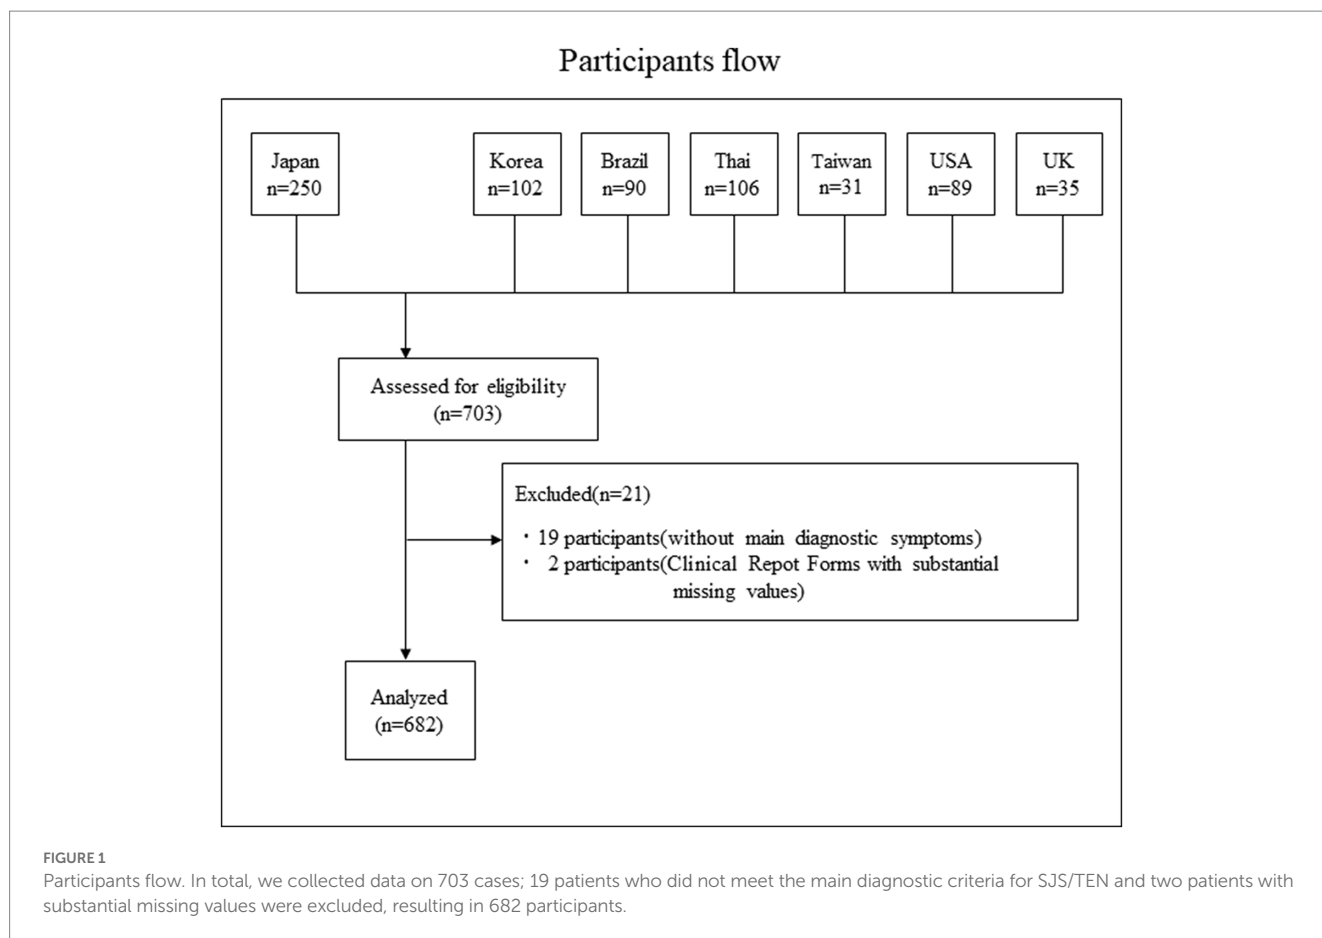 Participants flow
Japan
n=250
Korea
n=102
Brazil
n=90
Thai
n=106
Taiwan
n=31
USA
n=89
UK
n=35
Assessed for eligibility
(n=703)
Excluded(n=21)
・19 participants(without main diagnostic symptoms)
・ 2 participants(Clinical Repot Forms with substantial
missing values)
Analyzed
(n=682)
FIGURE 1
Participants flow. In total, we collected data on 703 cases; 19 patients who did not meet the main diagnostic criteria for SJS/TEN and two patients with
substantial missing values were excluded, resulting in 682 participants.